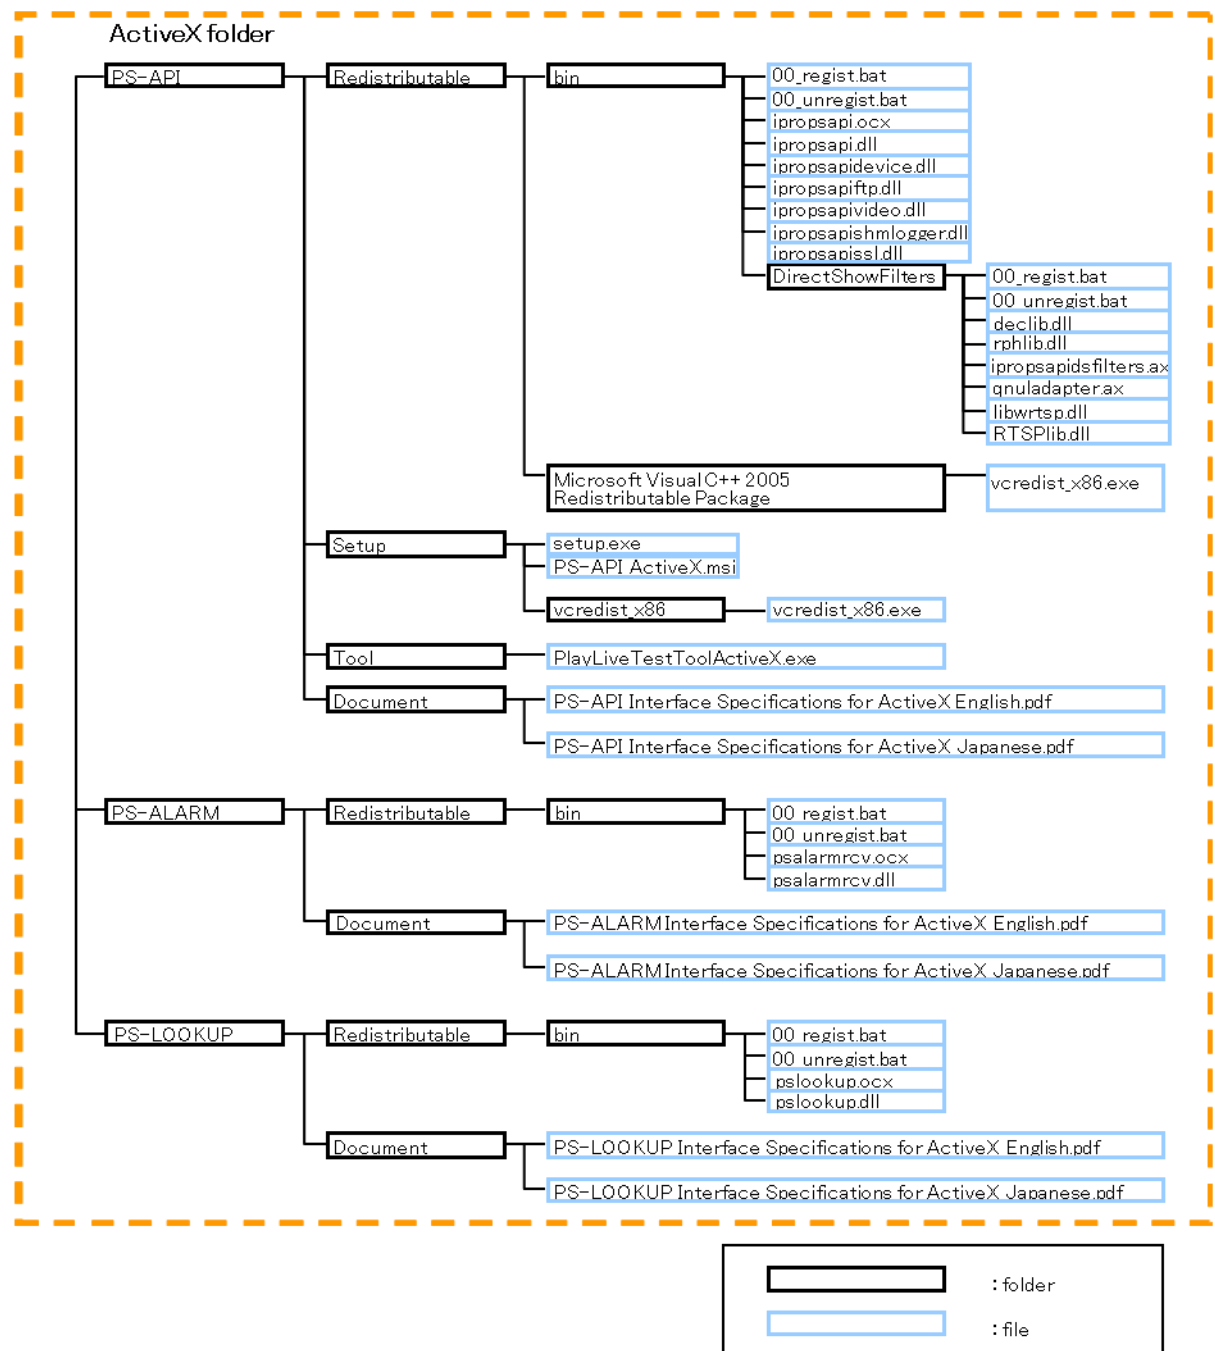 ActiveX folder
PS-API
Redistributable
bin
00_regist.bat
00_unregist.bat
ipropsapi.ocx
ipropsapi.dll
ipropsapidevice.dll
ipropsapiftp.dll
ipropsapivideo.dll
ipropsapishmlogger.dll
ipropsapissl.dll
DirectShowFilters
00_regist.bat
00_unregist.bat
declib.dll
rphlib.dll
ipropsapidsfilters.ax
qnuladapter.ax
libwrtsp.dll
RTSPlib.dll
Microsoft Visual C++ 2005
Redistributable Package
vcredist_x86.exe
Setup
setup.exe
PS-API ActiveX.msi
vcredist_x86
vcredist_x86.exe
Tool
PlayLiveTestToolActiveX.exe
Document
PS-API Interface Specifications for ActiveX English.pdf
PS-API Interface Specifications for ActiveX Japanese.pdf
PS-ALARM
Redistributable
bin
00_regist.bat
00_unregist.bat
psalarmrcv.ocx
psalarmrcv.dll
Document
PS-ALARM Interface Specifications for ActiveX English.pdf
PS-ALARM Interface Specifications for ActiveX Japanese.pdf
PS-LOOKUP
Redistributable
bin
00_regist.bat
00_unregist.bat
pslookup.ocx
pslookup.dll
Document
PS-LOOKUP Interface Specifications for ActiveX English.pdf
PS-LOOKUP Interface Specifications for ActiveX Japanese.pdf
: folder
: file